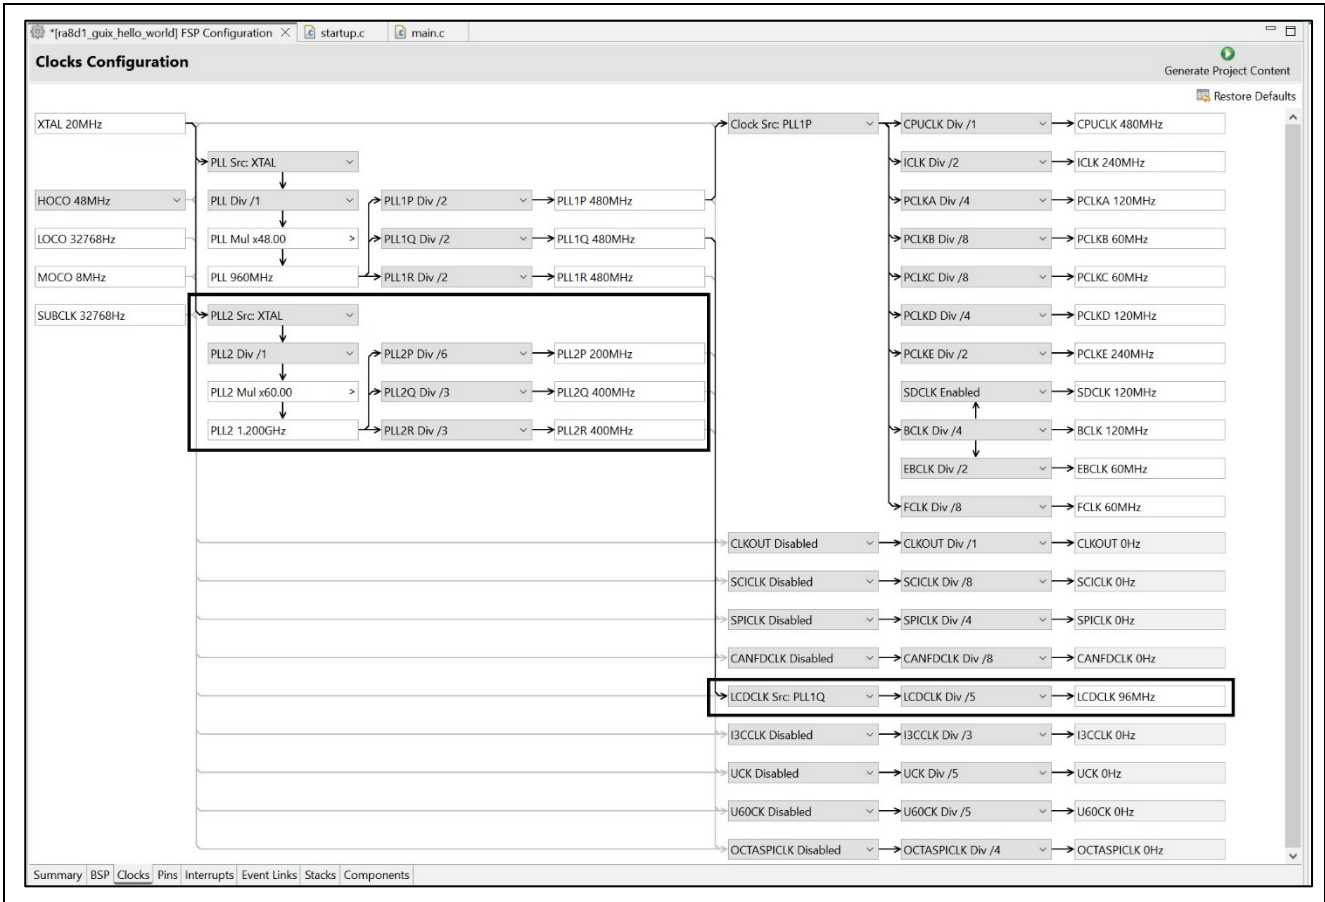 *[ra8d1_guix_hello_world] FSP Configuration startup.c main.c
Clocks Configuration
Generate Project Content
Restore Defaults
XTAL 20MHz Clock Src: PLL1P CPUCLK Div /1 CPUCLK 480MHz
PLL Src: XTAL ICLK Div /2 ICLK 240MHz
HOCO 48MHz PLL Div /1 PLL1P Div /2 PLL1P 480MHz PCLKA Div /4 PCLKA 120MHz
LOCO 32768Hz PLL Mul x48.00 > PLL1Q Div /2 PLL1Q 480MHz PCLKB Div /8 PCLKB 60MHz
MOCO 8MHz PLL 960MHz PLL1R Div /2 PLL1R 480MHz PCLKC Div /8 PCLKC 60MHz
SUBCLK 32768Hz PLL2 Src: XTAL PCLKD Div /4 PCLKD 120MHz
PLL2 Div /1 PLL2P Div /6 PLL2P 200MHz PCLKE Div /2 PCLKE 240MHz
PLL2 Mul x60.00 > PLL2Q Div /3 PLL2Q 400MHz SDCLK Enabled SDCLK 120MHz
PLL2 1.200GHz PLL2R Div /3 PLL2R 400MHz BCLK Div /4 BCLK 120MHz
EBCLK Div /2 EBCLK 60MHz
FCLK Div /8 FCLK 60MHz
CLKOUT Disabled CLKOUT Div /1 CLKOUT 0Hz
SCICLK Disabled SCICLK Div /8 SCICLK 0Hz
SPICLK Disabled SPICLK Div /4 SPICLK 0Hz
CANFDCLK Disabled CANFDCLK Div /8 CANFDCLK 0Hz
LCDCLK Src: PLL1Q LCDCLK Div /5 LCDCLK 96MHz
I3CCLK Disabled I3CCLK Div /3 I3CCLK 0Hz
UCK Disabled UCK Div /5 UCK 0Hz
U60CK Disabled U60CK Div /5 U60CK 0Hz
OCTASPICLK Disabled OCTASPICLK Div /4 OCTASPICLK 0Hz
Summary BSP Clocks Pins Interrupts Event Links Stacks Components